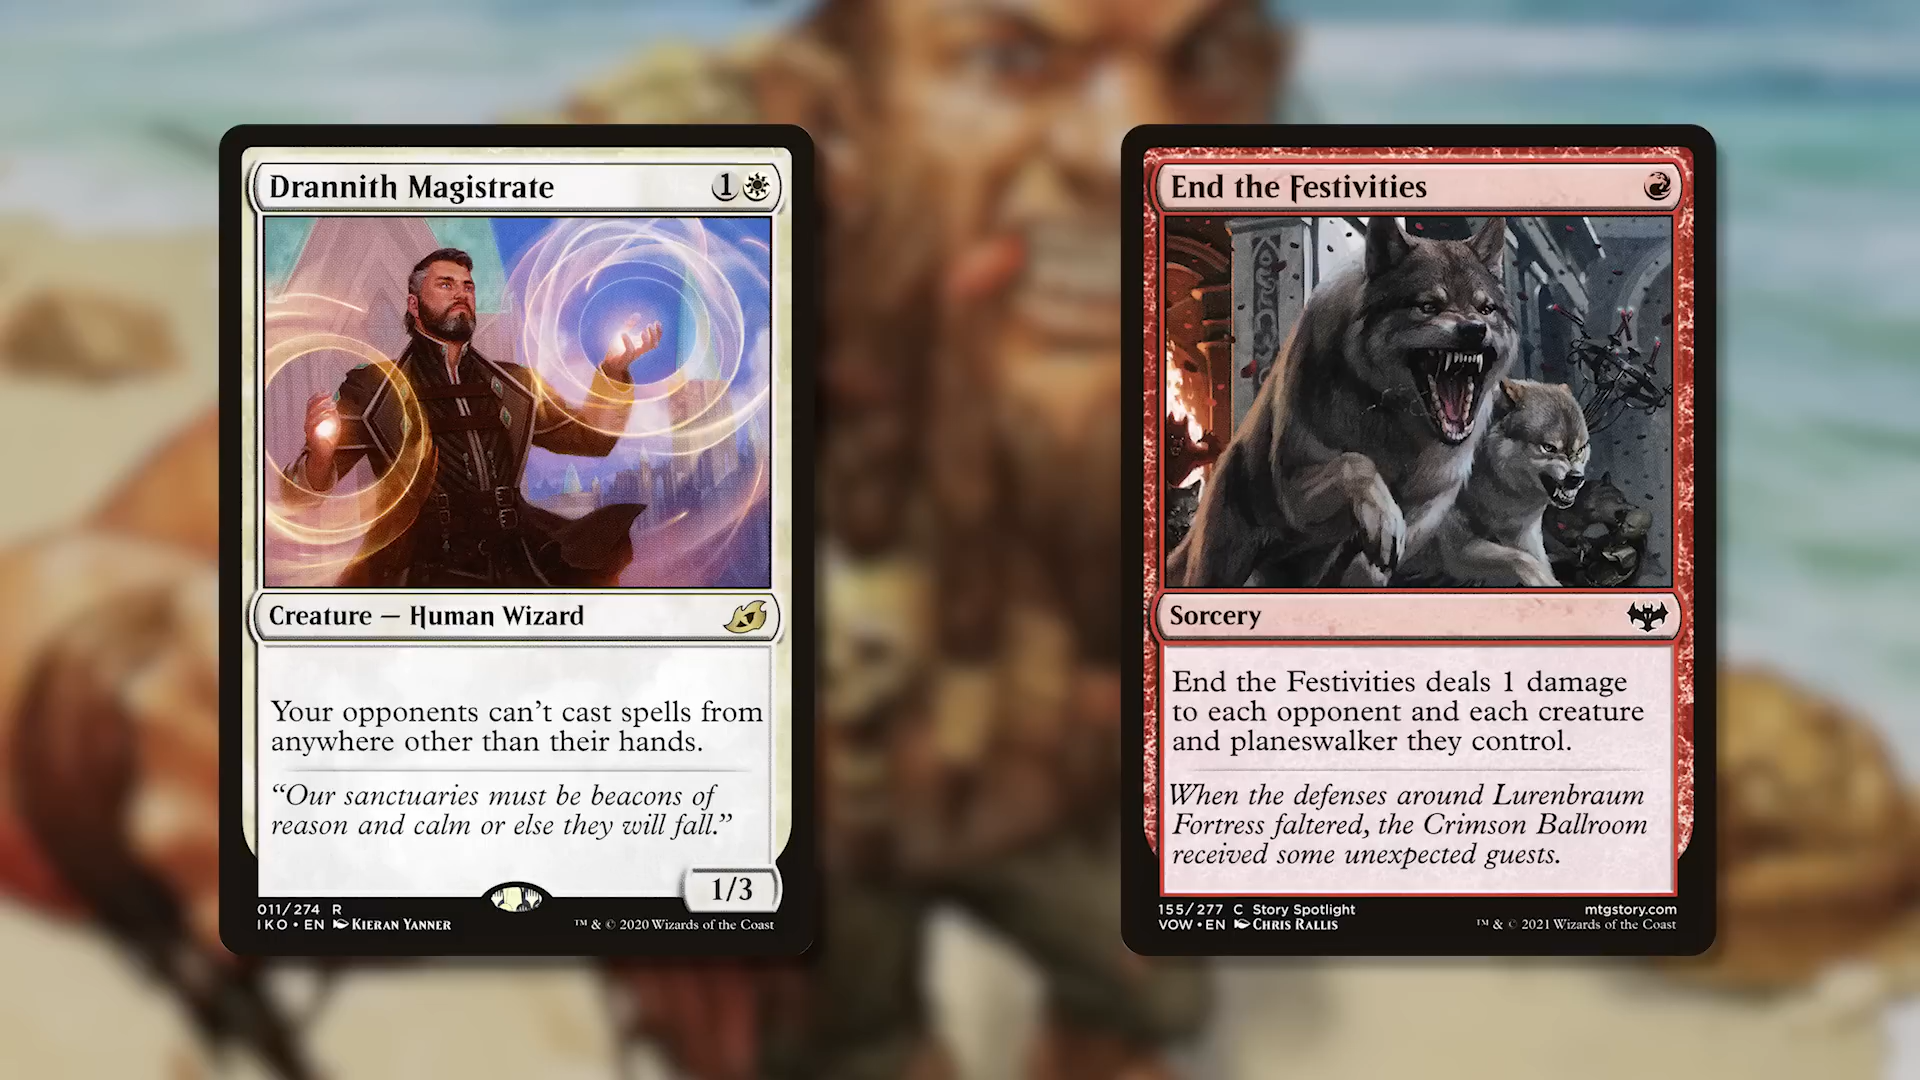 Drannith Magistrate 1
Creature — Human Wizard
Your opponents can't cast spells from
anywhere other than their hands.
“Our sanctuaries must be beacons of
reason and calm or else they will fall.”
1/3
011/274 R
IKO • EN Kieran Yanner
™ & © 2020 Wizards of the Coast
End the Festivities
Sorcery
End the Festivities deals 1 damage
to each opponent and each creature
and planeswalker they control.
When the defenses around Lurenbraum
Fortress faltered, the Crimson Ballroom
received some unexpected guests.
155/277 C Story Spotlight
mtgstory.com
VOW • EN Chris Rallis
™ & © 2021 Wizards of the Coast